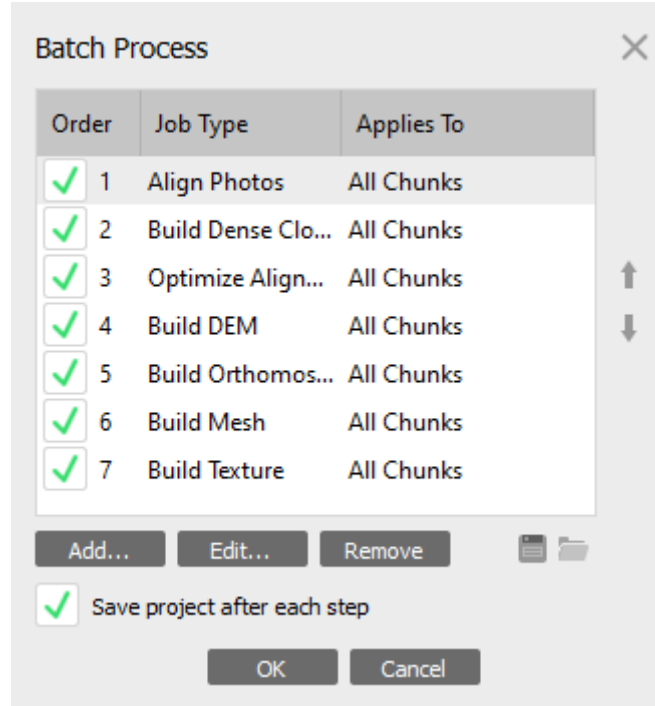 Batch Process
Order Job Type Applies To
1 Align Photos All Chunks
2 Build Dense Clo... All Chunks
3 Optimize Align... All Chunks
4 Build DEM All Chunks
5 Build Orthomos... All Chunks
6 Build Mesh All Chunks
7 Build Texture All Chunks
Add... Edit... Remove
Save project after each step
OK Cancel